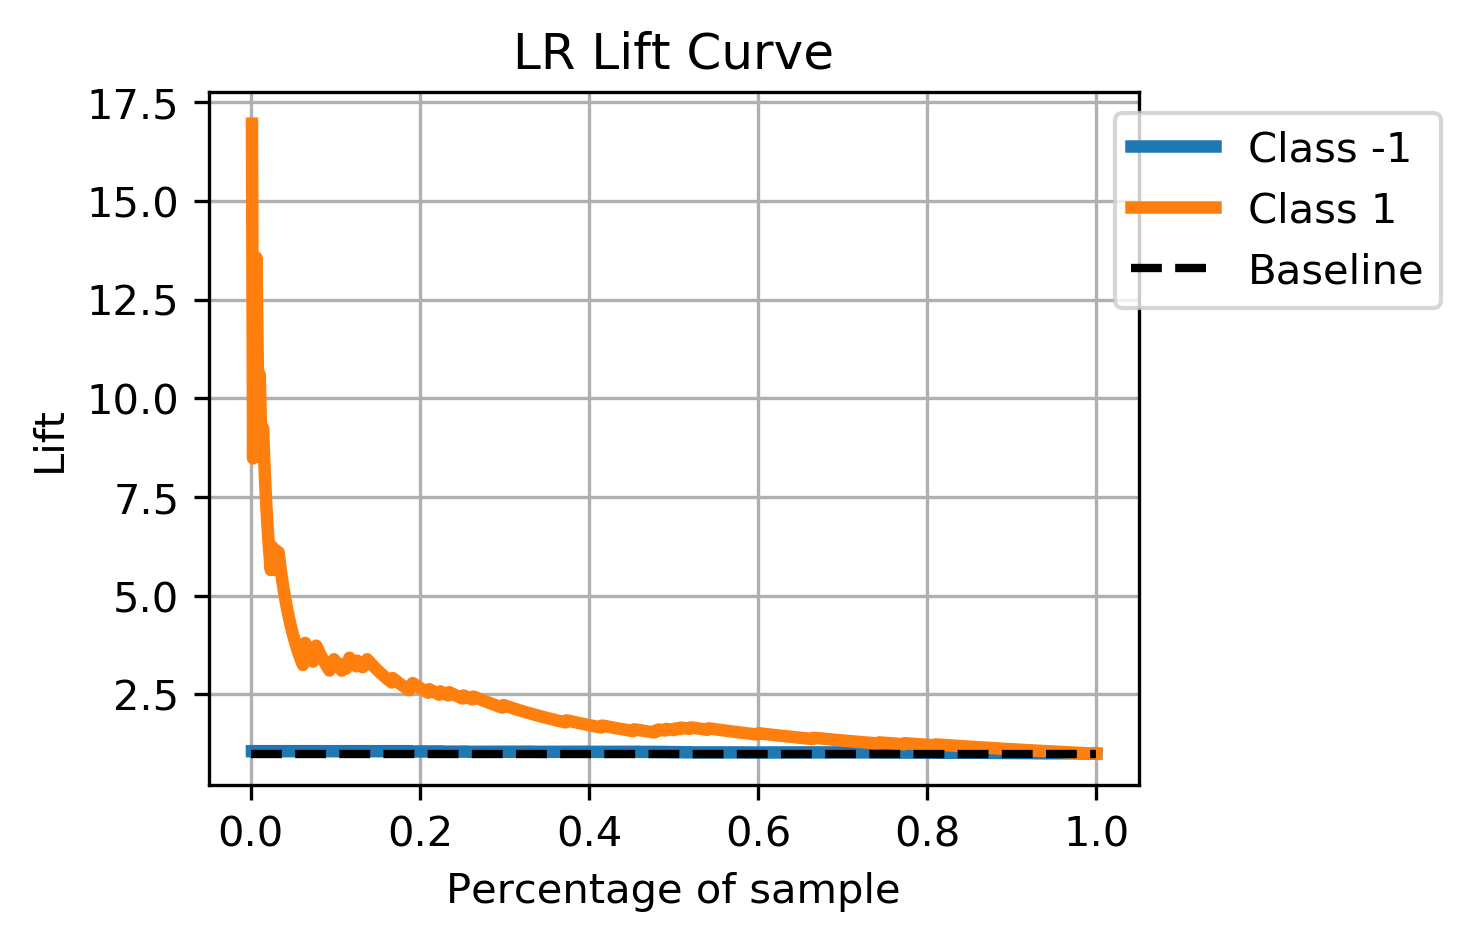 LR Lift Curve
17.5
15.0
12.5
10.0
7.5
5.0
2.5
Lift
0.0 0.2 0.4 0.6 0.8 1.0
Percentage of sample
Class -1
Class 1
Baseline